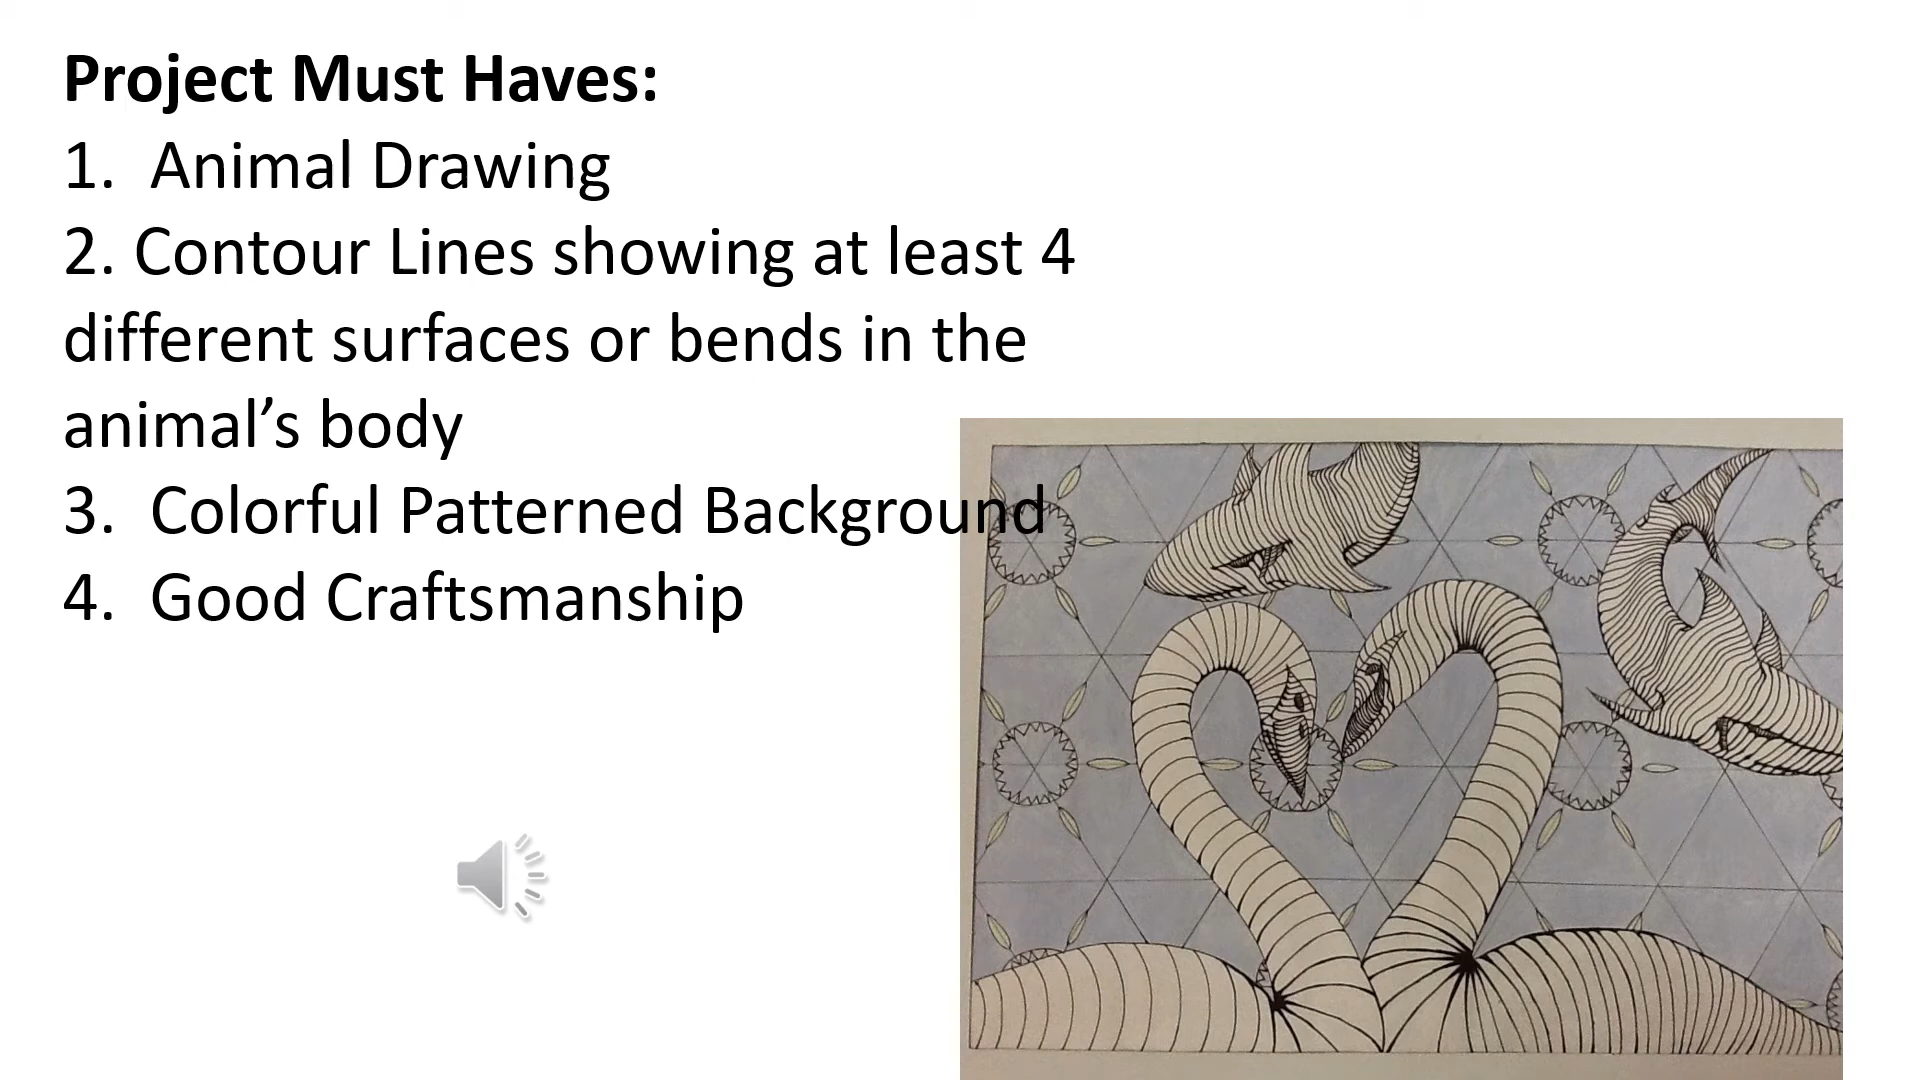 Project Must Haves:
1.  Animal Drawing
2. Contour Lines showing at least 4
different surfaces or bends in the
animal’s body
3.  Colorful Patterned Background
4.  Good Craftsmanship